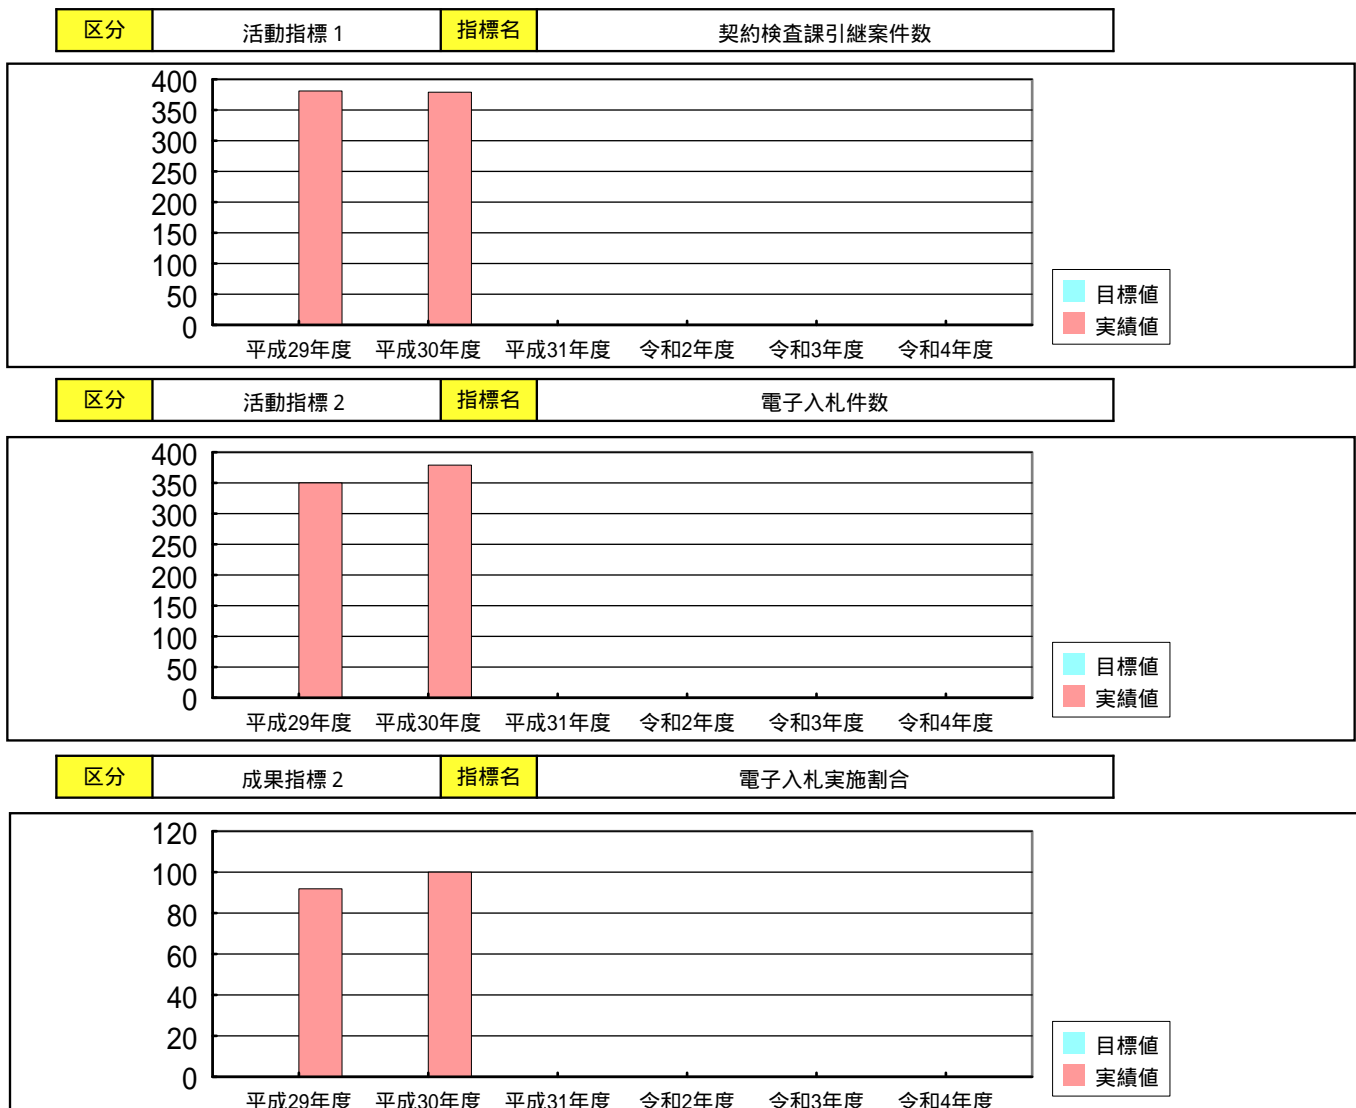 区分 活動指標1 指標名 契約検査課引継案件数
400
350
300
250
200
150
100
50
0
平成29年度 平成30年度 平成31年度 令和2年度 令和3年度 令和4年度
目標値
実績値
区分 活動指標2 指標名 電子入札件数
400
350
300
250
200
150
100
50
0
平成29年度 平成30年度 平成31年度 令和2年度 令和3年度 令和4年度
目標値
実績値
区分 成果指標2 指標名 電子入札実施割合
120
100
80
60
40
20
0
平成29年度 平成30年度 平成31年度 令和2年度 令和3年度 令和4年度
目標値
実績値